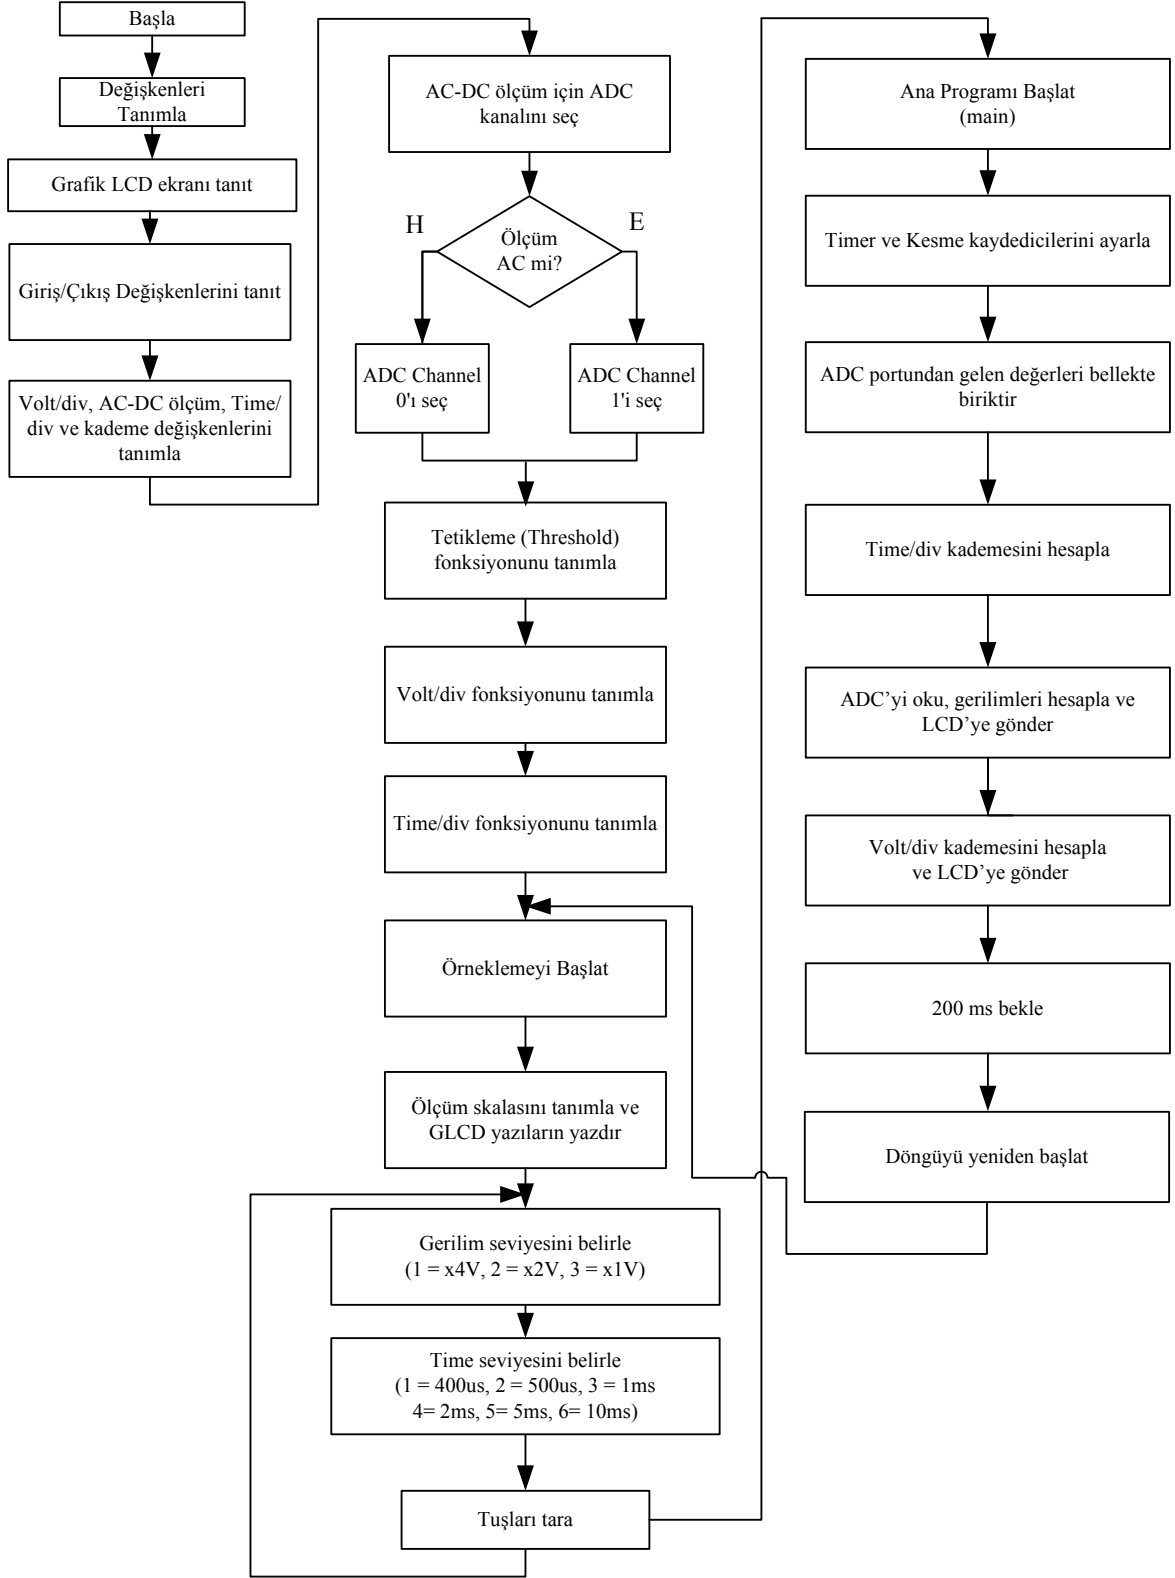 Başla
Değişkenleri
Tanımla
Grafik LCD ekranı tanıt
Giriş/Çıkış Değişkenlerini tanıt
Volt/div, AC-DC ölçüm, Time/
div ve kademe değişkenlerini
tanımla
AC-DC ölçüm için ADC
kanalını seç
H
E
Ölçüm
AC mi?
ADC Channel
0'ı seç
ADC Channel
1'i seç
Tetikleme (Threshold)
fonksiyonunu tanımla
Volt/div fonksiyonunu tanımla
Time/div fonksiyonunu tanımla
Örneklemeyi Başlat
Ölçüm skalasını tanımla ve
GLCD yazıların yazdır
Gerilim seviyesini belirle
(1 = x4V, 2 = x2V, 3 = x1V)
Time seviyesini belirle
(1 = 400us, 2 = 500us, 3 = 1ms
4= 2ms, 5= 5ms, 6= 10ms)
Tuşları tara
Ana Programı Başlat
(main)
Timer ve Kesme kaydedicilerini ayarla
ADC portundan gelen değerleri bellekte
biriktir
Time/div kademesini hesapla
ADC’yi oku, gerilimleri hesapla ve
LCD’ye gönder
Volt/div kademesini hesapla
ve LCD’ye gönder
200 ms bekle
Döngüyü yeniden başlat